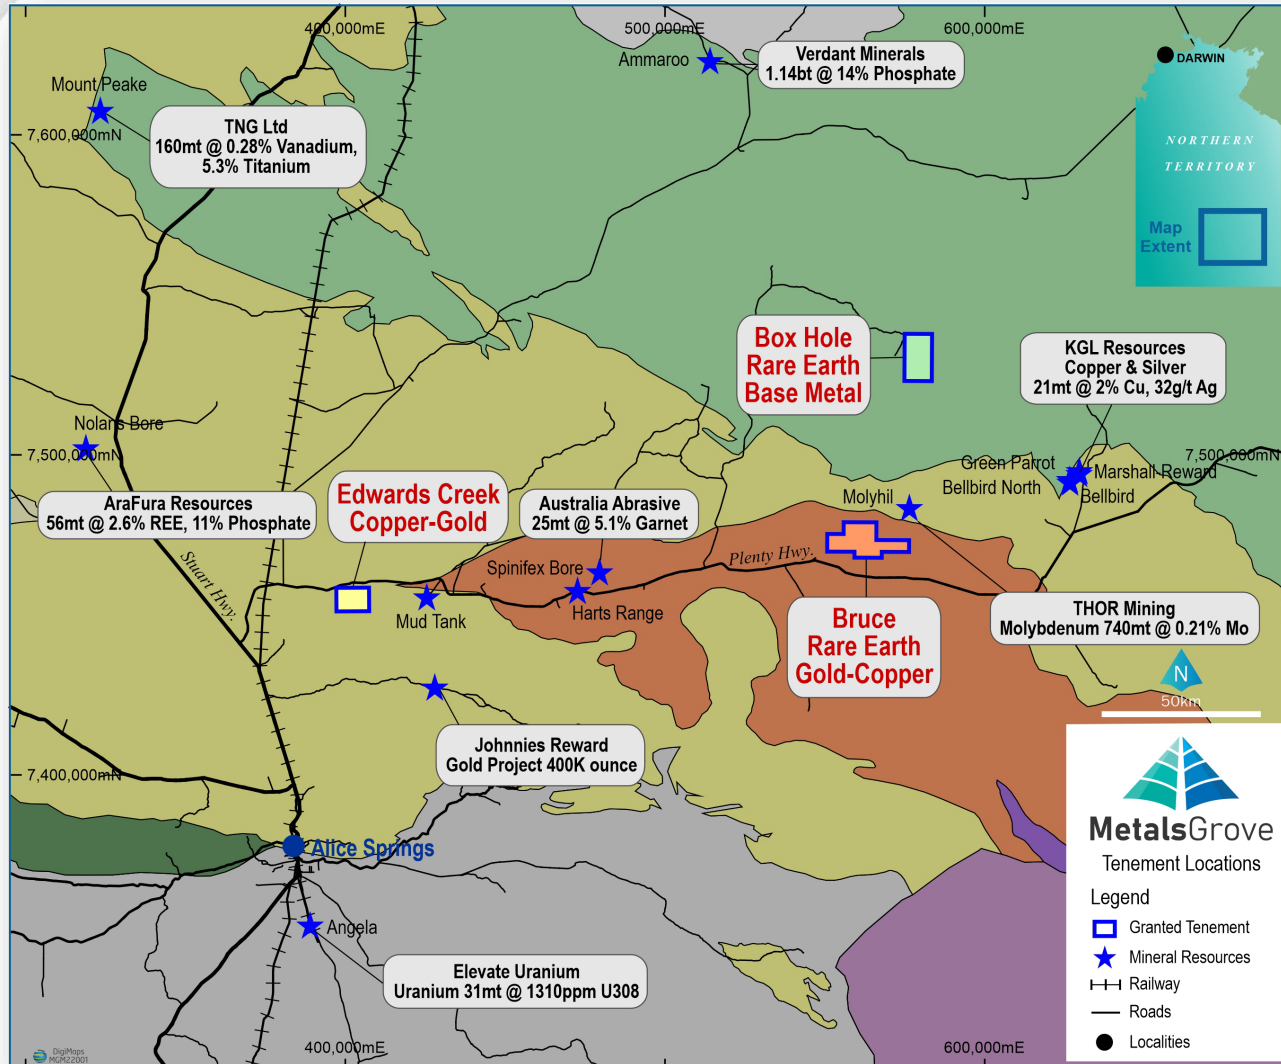 400,000mE
500,000mE
600,000mE
Ammaroo
Verdant Minerals
1.14bt @ 14% Phosphate
DARWIN
Mount Peake
7,600,000mN
TNG Ltd
160mt @ 0.28% Vanadium,
5.3% Titanium
NORTHERN
TERRITORY
Map
Extent
Box Hole
Rare Earth
Base Metal
KGL Resources
Copper & Silver
21mt @ 2% Cu, 32g/t Ag
Nolans Bore
7,500,000mN
7,500,000mN
Green Parrot
Marshall-Reward
Bellbird North
Bellbird
AraFura Resources
56mt @ 2.6% REE, 11% Phosphate
Edwards Creek
Copper-Gold
Australia Abrasive
25mt @ 5.1% Garnet
Molyhil
Stuart Hwy.
Plenty Hwy.
Spinifex Bore
Harts Range
Mud Tank
Bruce
Rare Earth
Gold-Copper
THOR Mining
Molybdenum 740mt @ 0.21% Mo
N
50km
Johnnies Reward
Gold Project 400K ounce
7,400,000mN
Alice Springs
Angela
Elevate Uranium
Uranium 31mt @ 1310ppm U308
MetalsGrove
Tenement Locations
Legend
Granted Tenement
Mineral Resources
Railway
Roads
Localities
400,000mE
600,000mE
DigiMaps
MGM22001